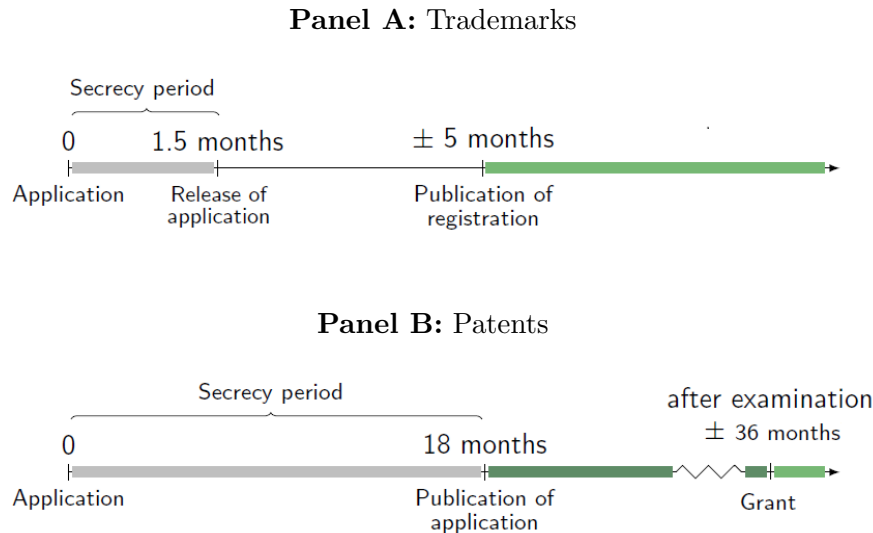 Panel A: Trademarks
Secrecy period
0 1.5 months ± 5 months
Application Release of application Publication of registration
Panel B: Patents
Secrecy period
after examination
± 36 months
0 18 months
Application Publication of application Grant